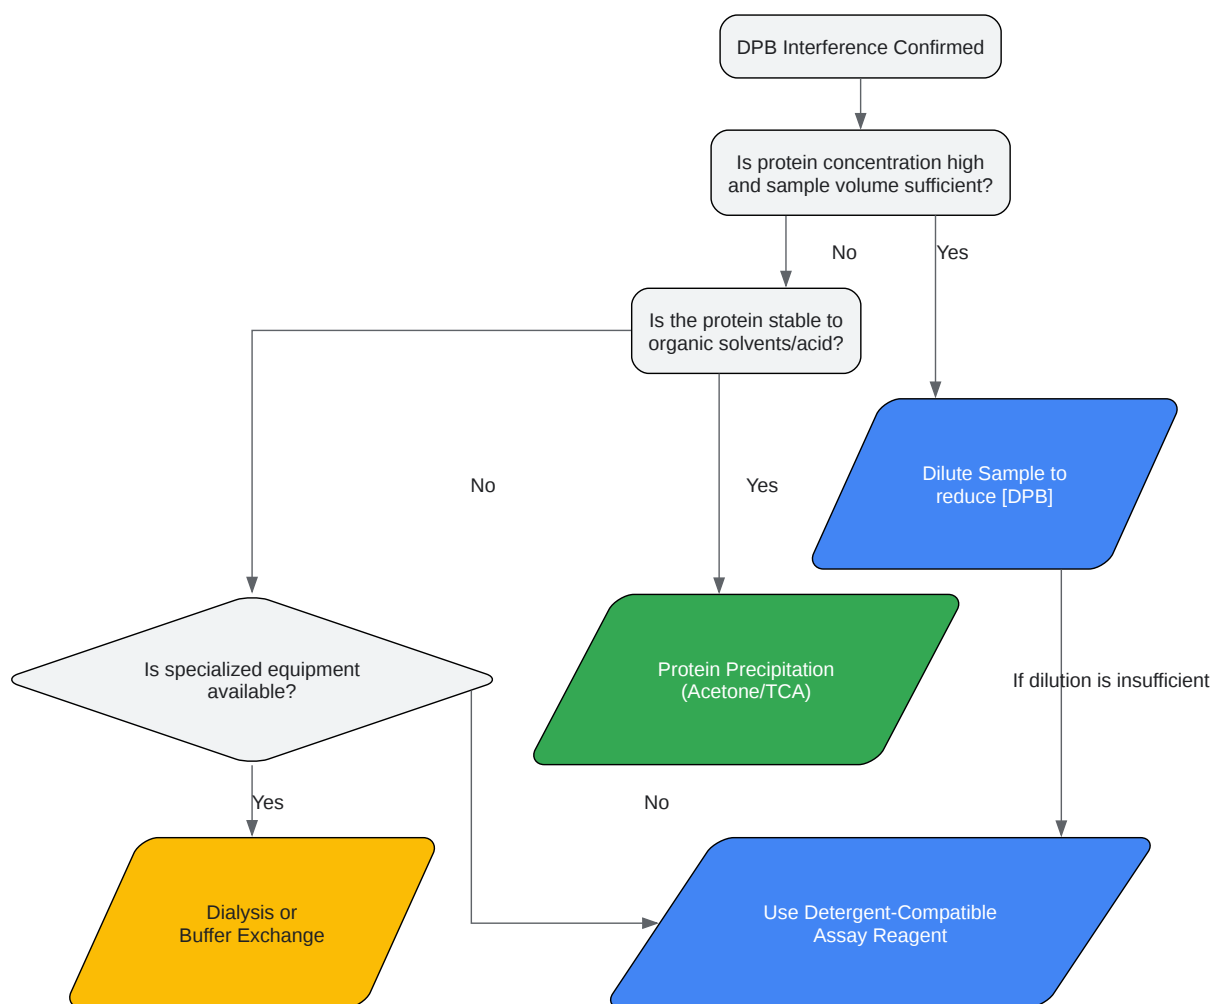 DPB Interference Confirmed
Is protein concentration high
and sample volume sufficient?
No
Yes
Is the protein stable to
organic solvents/acid?
No
Yes
Dilute Sample to
reduce [DPB]
Is specialized equipment
available?
Protein Precipitation
(Acetone/TCA)
If dilution is insufficient
Yes
No
Dialysis or
Buffer Exchange
Use Detergent-Compatible
Assay Reagent